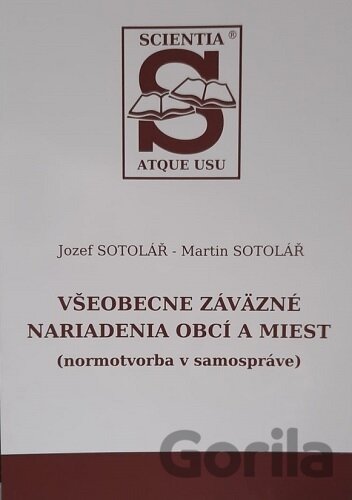 SCIENTIA ®
S
ATQUE USU
Jozef SOTOLÁŘ - Martin SOTOLÁŘ
VŠEOBECNE ZÁVÄZNÉ
NARIADENIA OBCÍ A MIEST
(normotvorba v samospráve)
Gorila